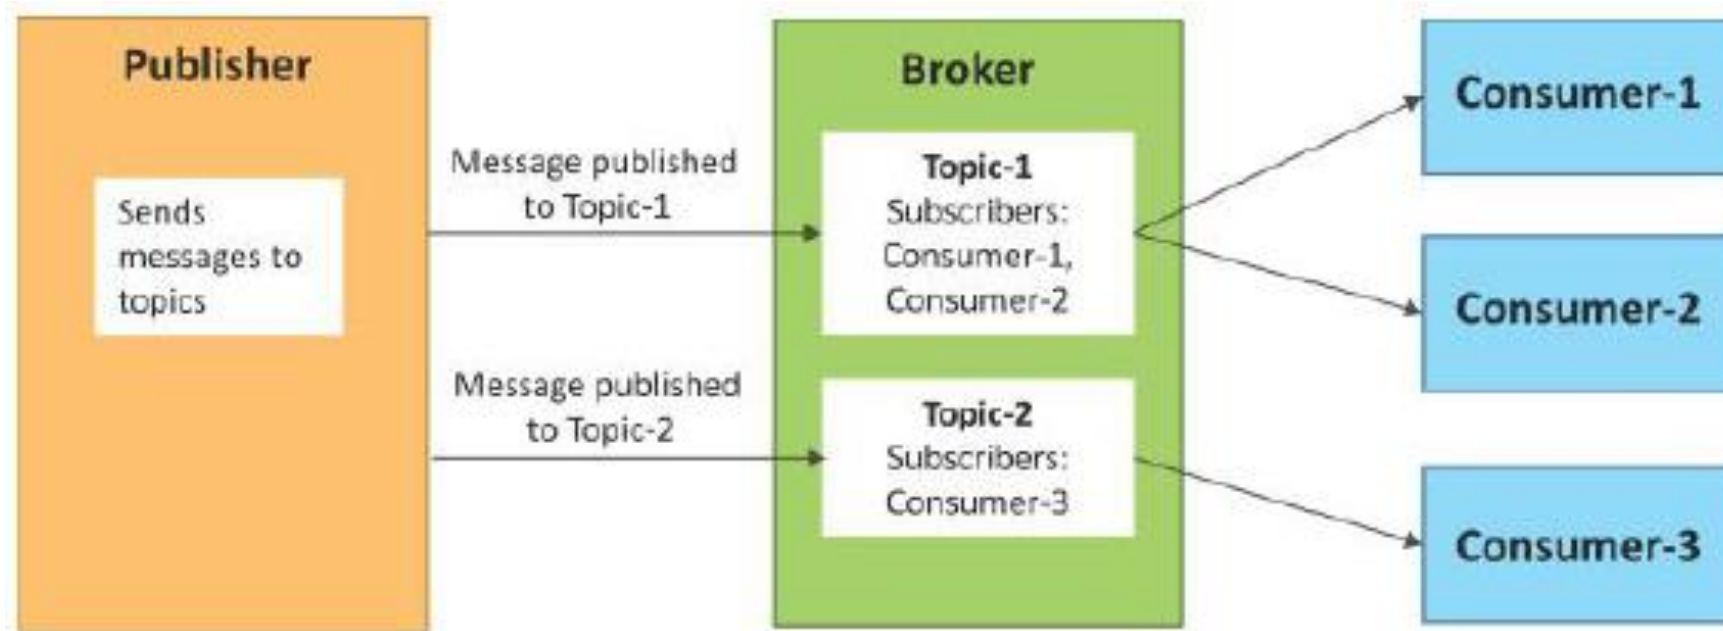 Publisher
Sends
messages to
topics
Message published
to Topic-1
Message published
to Topic-2
Broker
Topic-1
Subscribers:
Consumer-1,
Consumer-2
Topic-2
Subscribers:
Consumer-3
Consumer-1
Consumer-2
Consumer-3